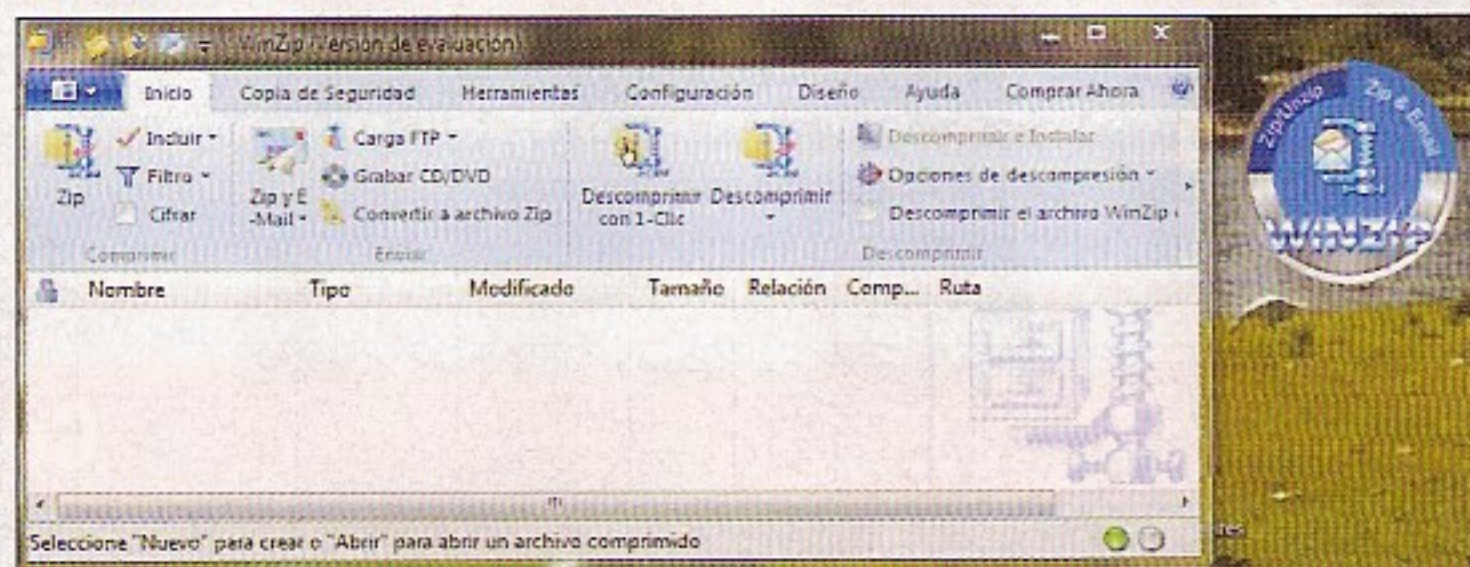 WinZip (Versión de evaluación)
Inicio Copia de Seguridad Herramientas Configuración Diseño Ayuda Comprar Ahora
Zip
Incluir
Filtro
Cifrar
Comprimir
Zip y E
-Mail
Carga FTP
Grabar CD/DVD
Convertir a archivo Zip
Enviar
Descomprimir
con 1-Clic
Descomprimir
Descomprimir e Instalar
Opciones de descompresión
Descomprimir el archivo WinZip
Descomprimir
Nombre Tipo Modificado Tamaño Relación Comp... Ruta
Seleccione "Nuevo" para crear o "Abrir" para abrir un archivo comprimido
Zip/Unzip
Zip & Email
WINZIP